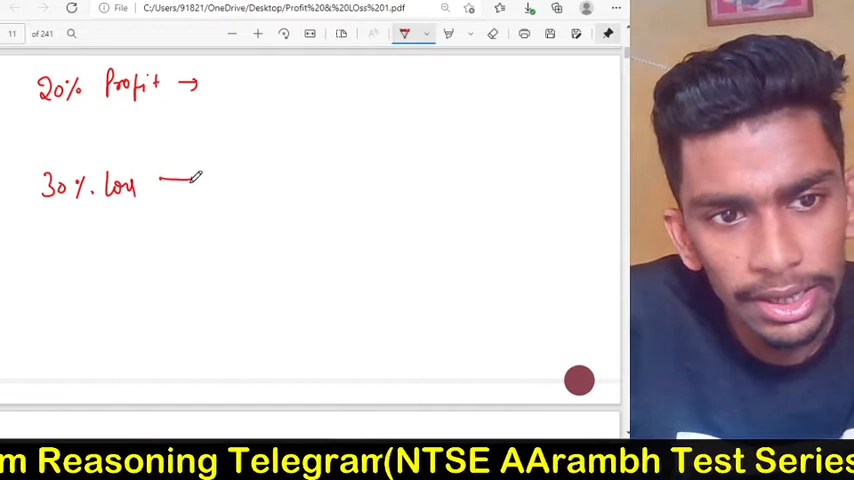 File
C:/Users/91821/OneDrive/Desktop/Profit%20&%20LOss%201.pdf
11 of 241
20% Profit →
30%. Loss
m Reasoning Telegram(NTSE AArambh Test Series